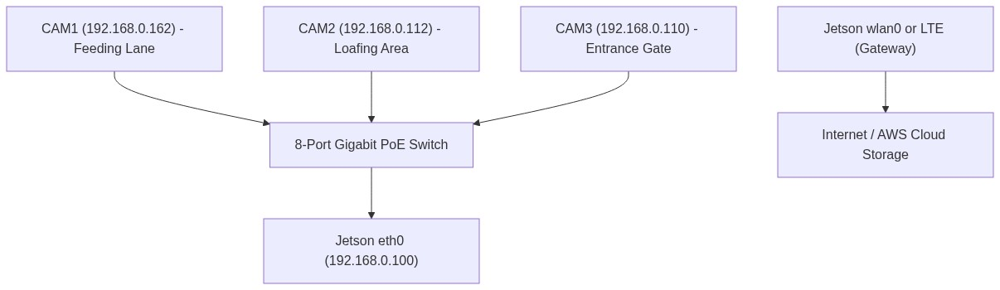 CAM1 (192.168.0.162) -
Feeding Lane
CAM2 (192.168.0.112) -
Loafing Area
CAM3 (192.168.0.110) -
Entrance Gate
Jetson wlan0 or LTE
(Gateway)
8-Port Gigabit PoE Switch
Internet / AWS Cloud
Storage
Jetson eth0
(192.168.0.100)